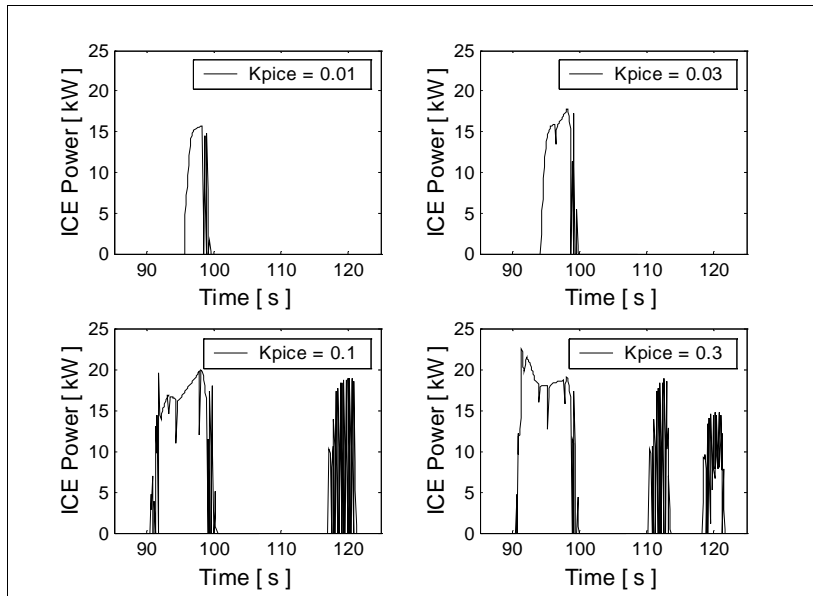 Kpice = 0.01
25
20
15
10
5
0
ICE Power [ kW ]
90 100 110 120
Time [ s ]
Kpice = 0.03
25
20
15
10
5
0
ICE Power [ kW ]
90 100 110 120
Time [ s ]
Kpice = 0.1
25
20
15
10
5
0
ICE Power [ kW ]
90 100 110 120
Time [ s ]
Kpice = 0.3
25
20
15
10
5
0
ICE Power [ kW ]
90 100 110 120
Time [ s ]